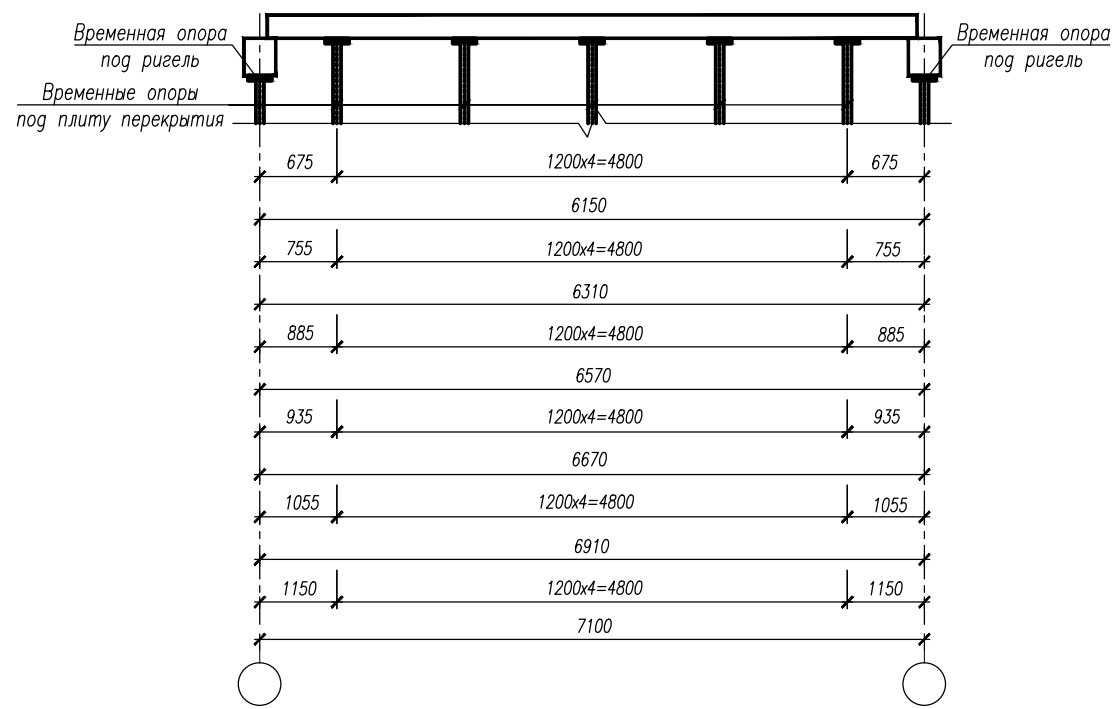 Временная опора
под ригель
Временная опора
под ригель
Временные опоры
под плиту перекрытия
675 1200х4=4800 675
6150
755 1200х4=4800 755
6310
885 1200х4=4800 885
6570
935 1200х4=4800 935
6670
1055 1200х4=4800 1055
6910
1150 1200х4=4800 1150
7100